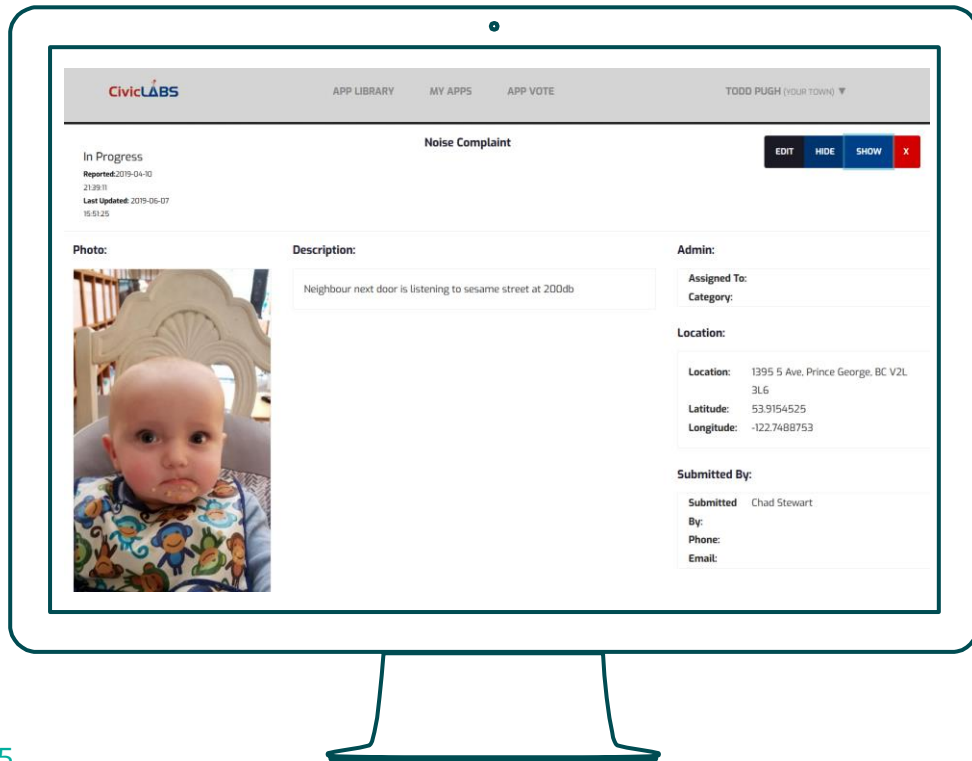 CivicLABS
APP LIBRARY MY APPS APP VOTE
TODD PUGH (YOUR TOWN) ▼
Noise Complaint
EDIT HIDE SHOW X
In Progress
Reported:2019-04-10
21:39:11
Last Updated: 2019-06-07
15:51:25
Photo:
Description:
Neighbour next door is listening to sesame street at 200db
Admin:
Assigned To:
Category:
Location:
Location: 1395 5 Ave, Prince George, BC V2L
3L6
Latitude: 53.9154525
Longitude: -122.7488753
Submitted By:
Submitted Chad Stewart
By:
Phone:
Email:
5